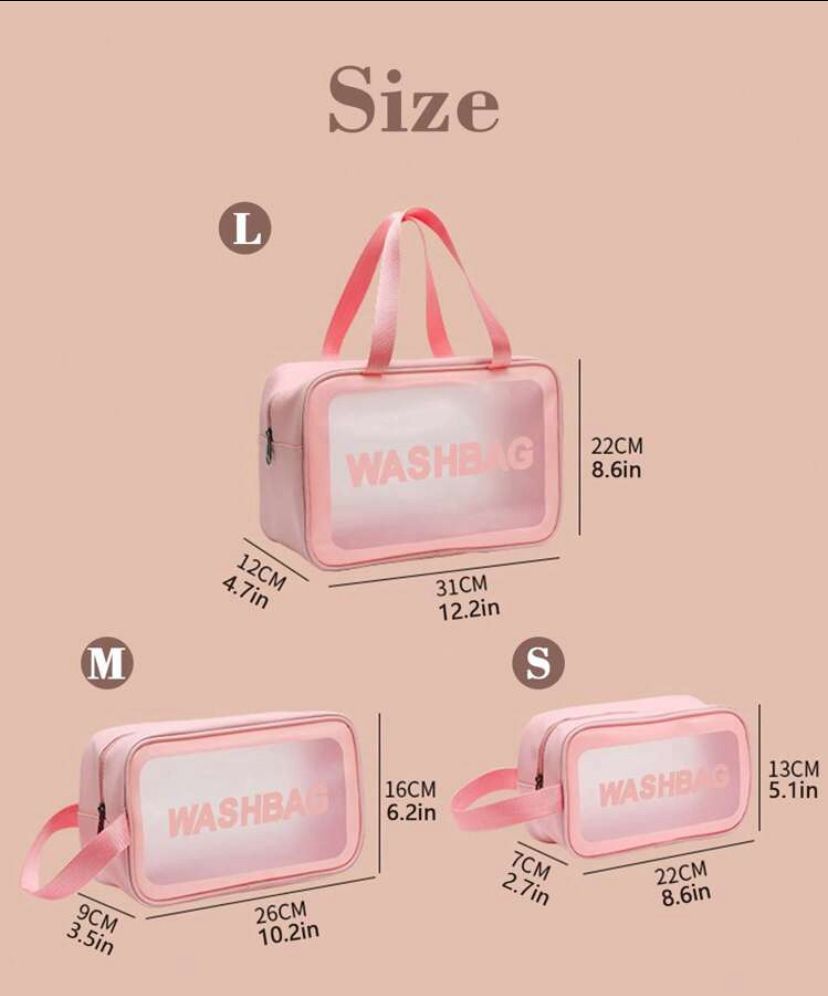 Size
L
WASHBAG
22CM
8.6in
12CM
4.7in
31CM
12.2in
M
WASHBAG
16CM
6.2in
9CM
3.5in
26CM
10.2in
S
WASHBAG
13CM
5.1in
7CM
2.7in
22CM
8.6in